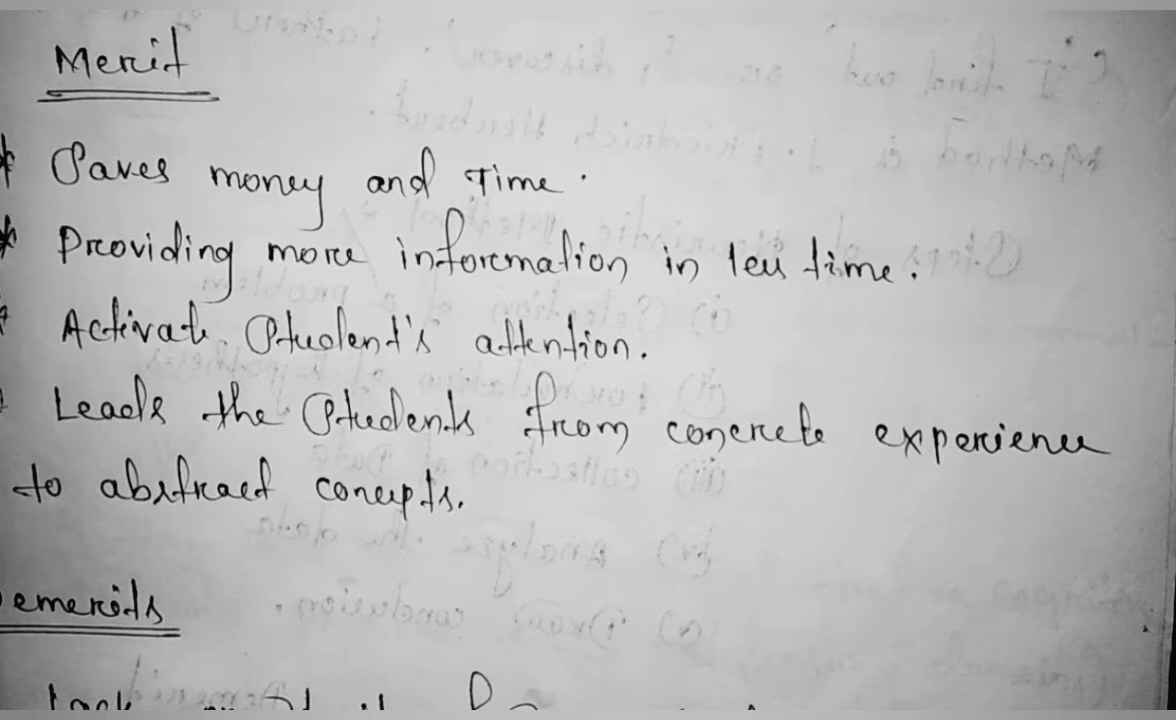 Merit
* Saves money and Time.
* Providing more information in less time.
* Activate Student's attention.
* Leads the Students from concrete experience
to abstract concepts.
Demerits